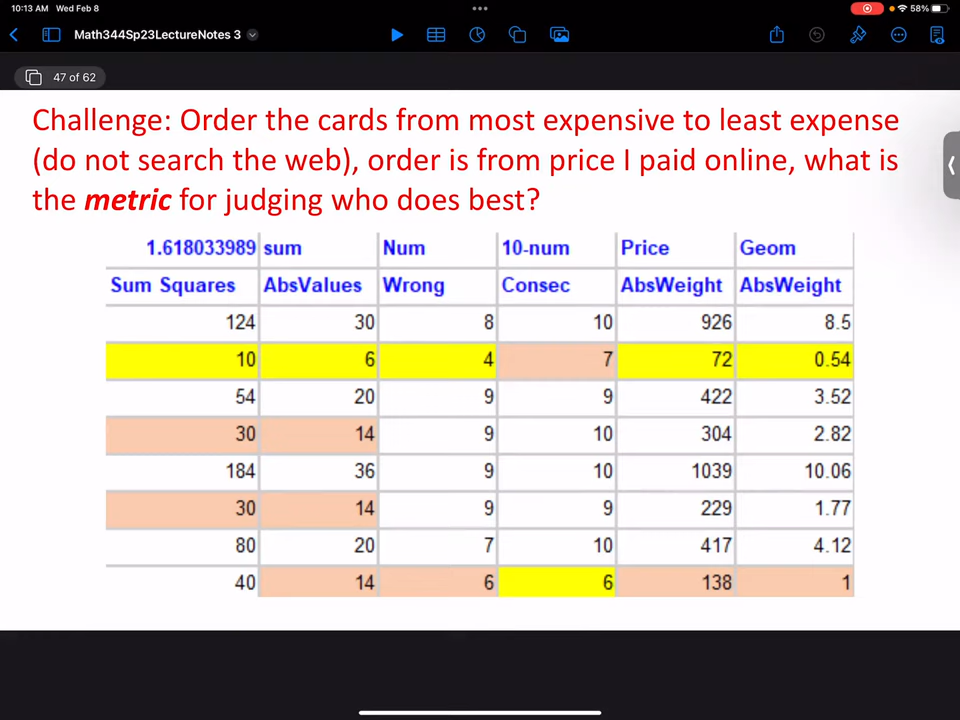 10:13 AM Wed Feb 8
58%
Math344Sp23LectureNotes 3
47 of 62
Challenge: Order the cards from most expensive to least expense
(do not search the web), order is from price I paid online, what is
the metric for judging who does best?
1.618033989 sum Num 10-num Price Geom
Sum Squares AbsValues Wrong Consec AbsWeight AbsWeight
124 30 8 10 926 8.5
10 6 4 7 72 0.54
54 20 9 9 422 3.52
30 14 9 10 304 2.82
184 36 9 10 1039 10.06
30 14 9 9 229 1.77
80 20 7 10 417 4.12
40 14 6 6 138 1